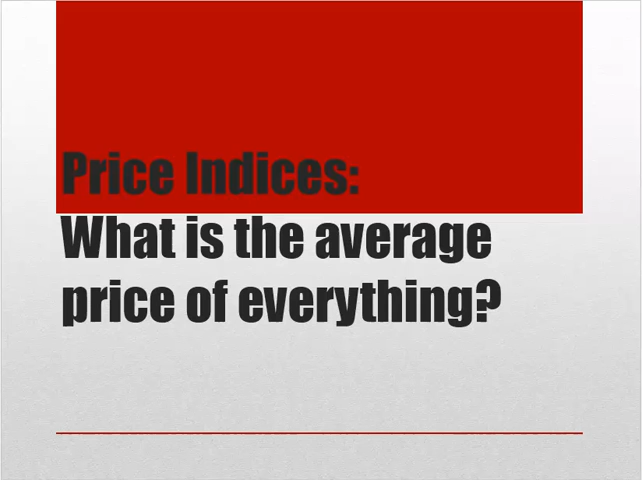 Price Indices:
What is the average
price of everything?